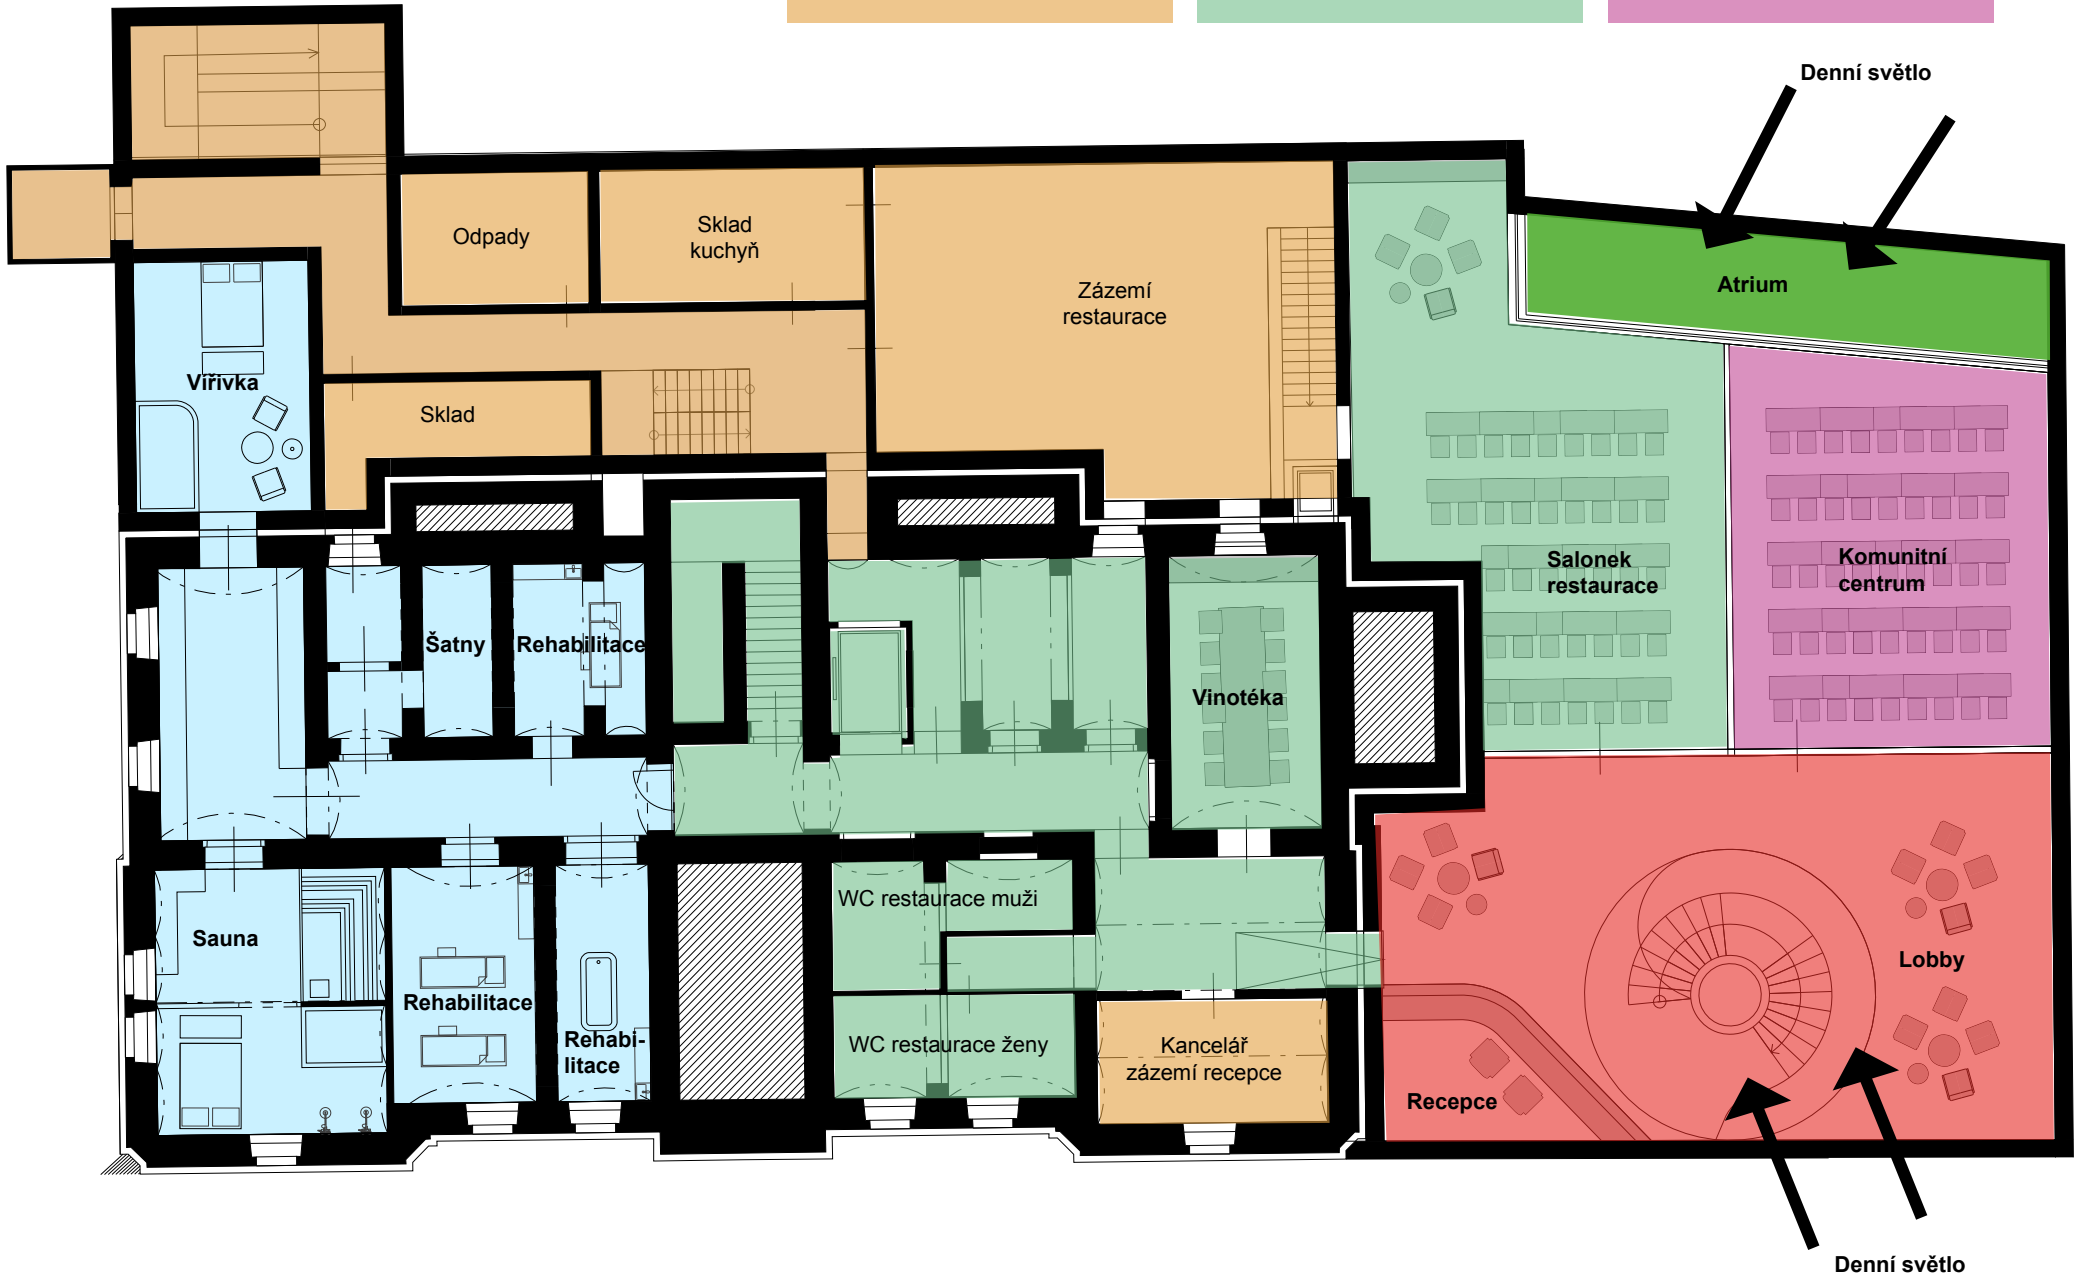 Denní světlo
Odpady
Sklad
kuchyň
Zázemí
restaurace
Atrium
Vířivka
Sklad
Salonek
restaurace
Komunitní
centrum
Šatny
Rehabilitace
Vinotéka
WC restaurace muži
Sauna
Rehabilitace
Rehabi-
litace
WC restaurace ženy
Kancelář
zázemí recepce
Lobby
Recepce
Denní světlo